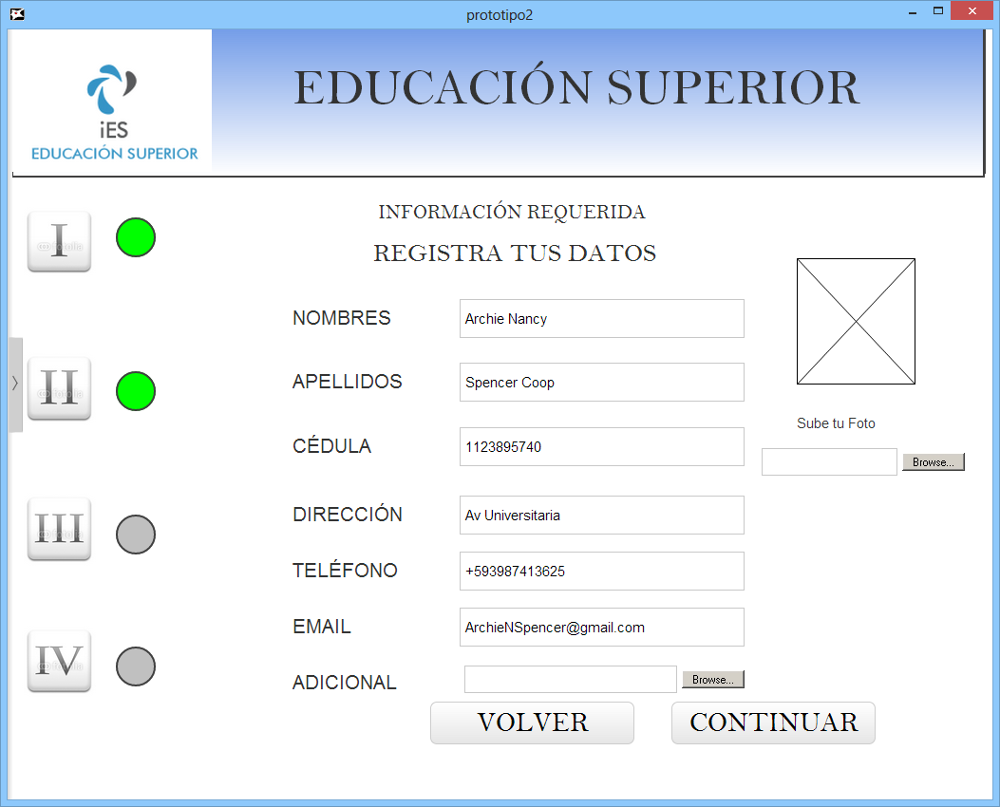 prototipo2
iES
EDUCACIÓN SUPERIOR
EDUCACIÓN SUPERIOR
INFORMACIÓN REQUERIDA
REGISTRA TUS DATOS
I
II
III
IV
NOMBRES Archie Nancy
APELLIDOS Spencer Coop
CÉDULA 1123895740
DIRECCIÓN Av Universitaria
TELÉFONO +593987413625
EMAIL ArchieNSpencer@gmail.com
ADICIONAL Browse...
Sube tu Foto
Browse...
VOLVER CONTINUAR